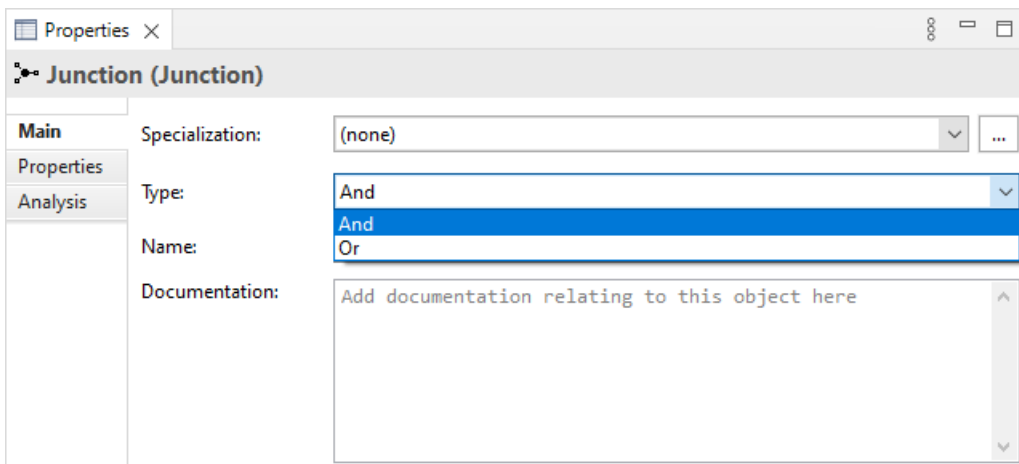 Properties
Junction (Junction)
Main
Specialization:
(none)
...
Properties
Type:
And
Analysis
And
Name:
Or
Documentation:
Add documentation relating to this object here